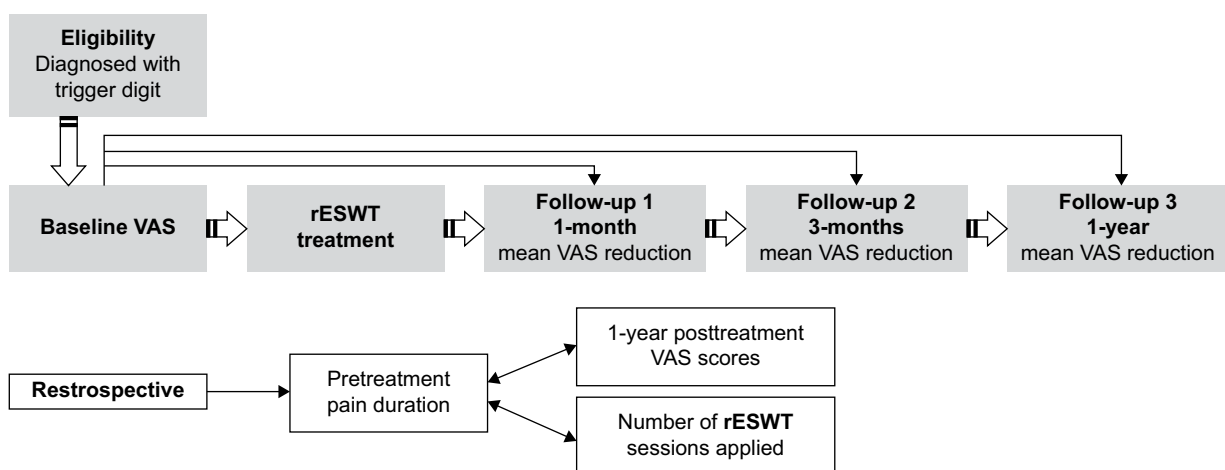 Eligibility
Diagnosed with
trigger digit
Baseline VAS
rESWT
treatment
Follow-up 1
1-month
mean VAS reduction
Follow-up 2
3-months
mean VAS reduction
Follow-up 3
1-year
mean VAS reduction
Restrospective
Pretreatment
pain duration
1-year posttreatment
VAS scores
Number of rESWT
sessions applied